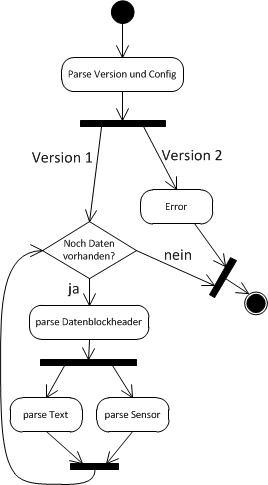 Parse Version und Config
Version 1
Version 2
Error
Noch Daten
vorhanden?
nein
ja
parse Datenblockheader
parse Text
parse Sensor